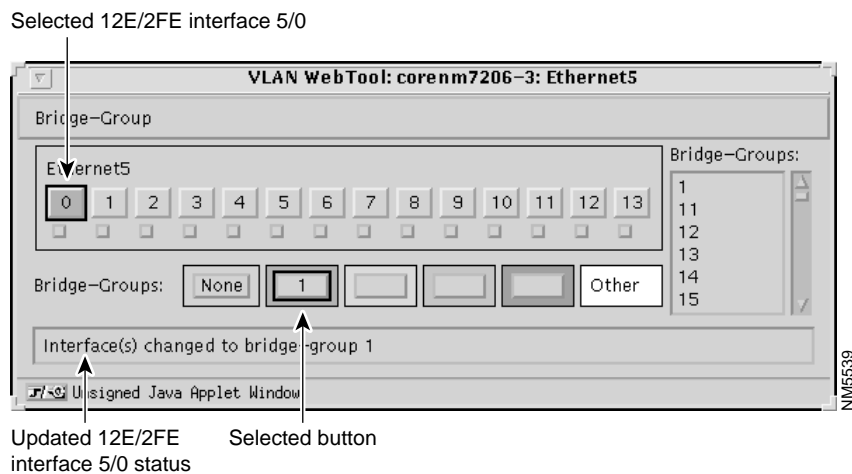 Selected 12E/2FE interface 5/0
VLAN WebTool: corenm7206-3: Ethernet5
Bridge-Group
Ethernet5
0 1 2 3 4 5 6 7 8 9 10 11 12 13
Bridge-Groups:
1
11
12
13
14
15
Bridge-Groups: None 1 Other
Interface(s) changed to bridge-group 1
Unsigned Java Applet Window
NM5539
Updated 12E/2FE
interface 5/0 status
Selected button